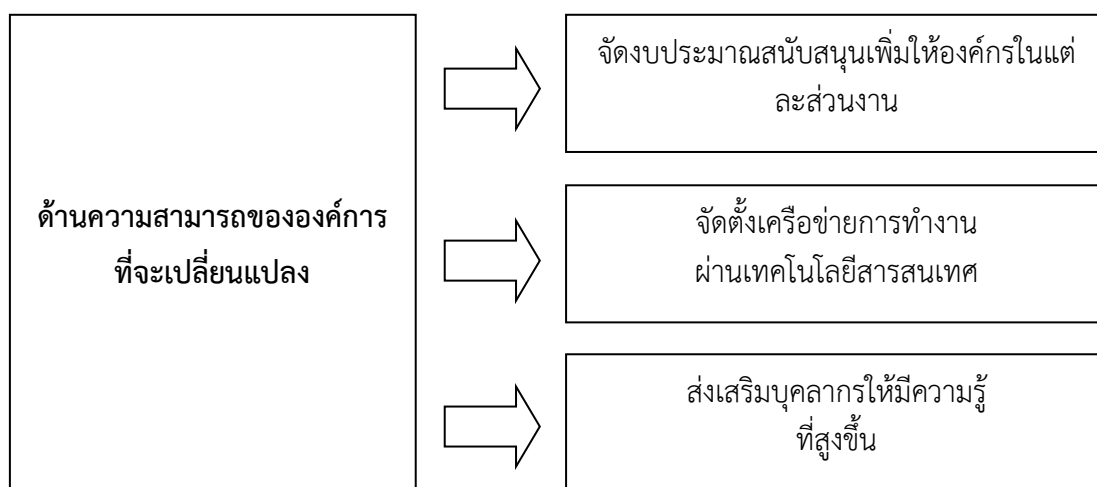 จัดงบประมาณสนับสนุนเพิ่มให้องค์กรในแต่
ละส่วนงาน
ด้านความสามารถขององค์การ
ที่จะเปลี่ยนแปลง
จัดตั้งเครือข่ายการทำงาน
ผ่านเทคโนโลยีสารสนเทศ
ส่งเสริมบุคลากรให้มีความรู้
ที่สูงขึ้น